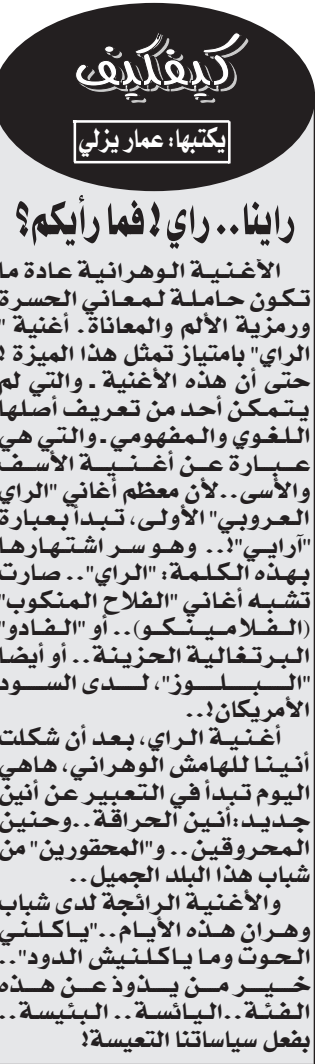 كيفكيف
يكتبها: عمار يزلي
راينا.. راي! فما رأيكم؟
الأغنية الوهرانية عادة ما
تكون حاملة لمعاني الحسرة
ورمزية الألم والمعاناة. أغنية "
الراي" بامتياز تمثل هذا الميزة !
حتى أن هذه الأغنية ـ والتي لم
يتمكن أحد من تعريف أصلها
اللغوي والمفهومي ـ والتي هي
عبارة عن أغنية الأسف
والأسى..لأن معظم أغاني "الراي
العروبي" الأولى، تبدأ بعبارة
"آرايي"!.. وهو سر اشتهارها
بهذه الكلمة: "الراي".. صارت
تشبه أغاني "الفلاح المنكوب"
(الفلامينكو).. أو "الفادو"
البرتغالية الحزينة.. أو أيضا
"البلوز"، لدى السود
الأمريكان!..
أغنية الراي، بعد أن شكلت
أنينا للهامش الوهراني، هاهي
اليوم تبدأ في التعبير عن أنين
جديد:أنين الحراقة..وحنين
المحروقين.. و"المحقورين" من
شباب هذا البلد الجميل..
والأغنية الرائجة لدى شباب
وهران هذه الأيام.."ياكلني
الحوت وما ياكلنيش الدود"..
خير من يذوذ عن هذه
الفئة..اليائسة.. البئيسة..
بفعل سياساتنا التعيسة!